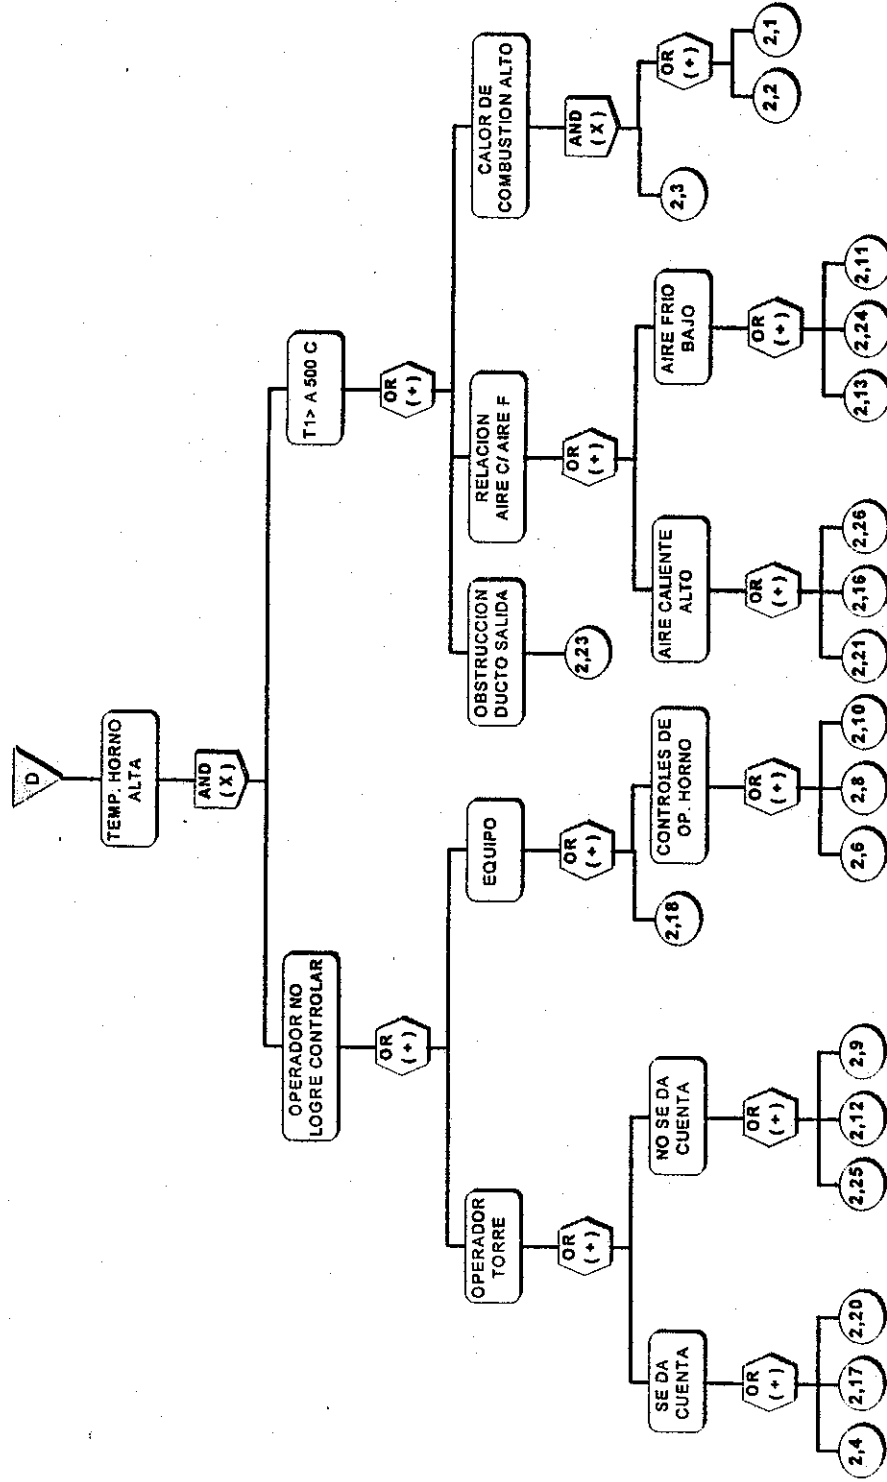 D
TEMP. HORNO
ALTA
AND
(X)
OPERADOR NO
LOGRE CONTROLAR
T1> A 500 C
OR
(+)
OR
(+)
OPERADOR
TORRE
EQUIPO
OBSTRUCCION
DUCTO SALIDA
RELACION
AIRE C/ AIRE F
CALOR DE
COMBUSTION ALTO
OR
(+)
OR
(+)
2,23
OR
(+)
AND
(X)
SE DA
CUENTA
NO SE DA
CUENTA
2,18
CONTROLES DE
OP. HORNO
AIRE CALIENTE
ALTO
AIRE FRIO
BAJO
2,3
OR
(+)
OR
(+)
OR
(+)
OR
(+)
OR
(+)
OR
(+)
2,2
2,1
2,4
2,17
2,20
2,25
2,12
2,9
2,6
2,8
2,10
2,21
2,16
2,26
2,13
2,24
2,11